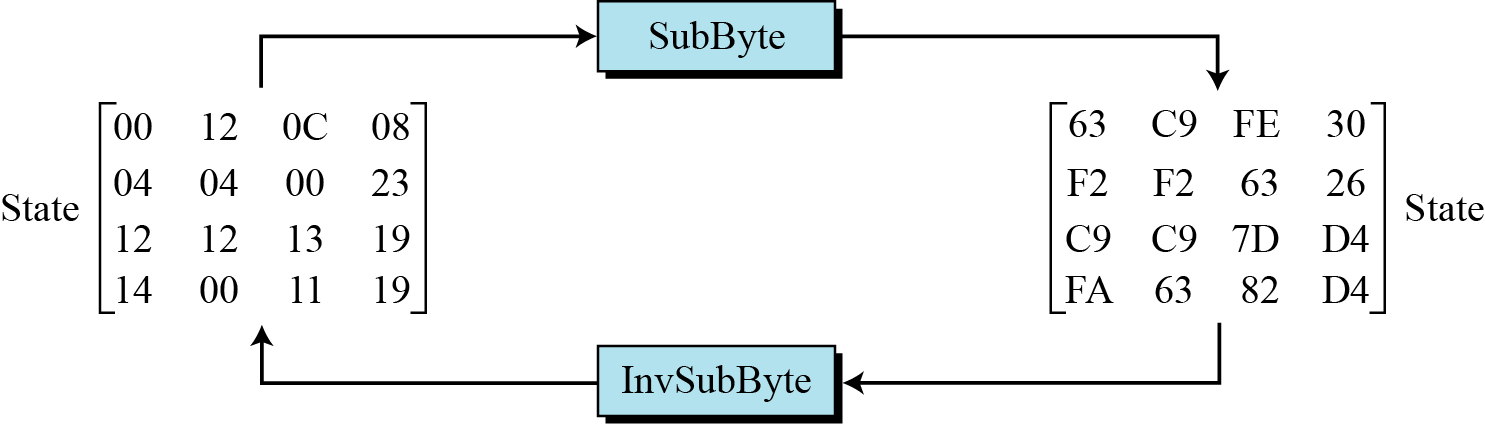 SubByte
00 12 0C 08 63 C9 FE 30
04 04 00 23 F2 F2 63 26
State State
12 12 13 19 C9 C9 7D D4
14 00 11 19 FA 63 82 D4
InvSubByte